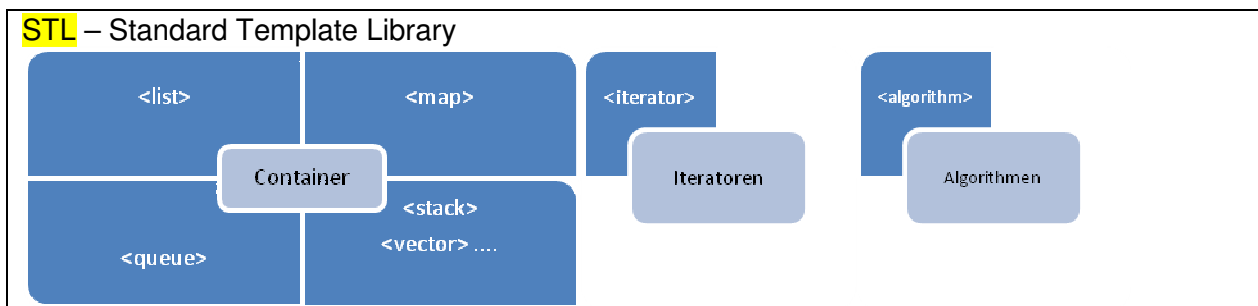 STL – Standard Template Library
<list>
<map>
<iterator>
<algorithm>
Container
Iteratoren
Algorithmen
<queue>
<stack>
<vector> ....